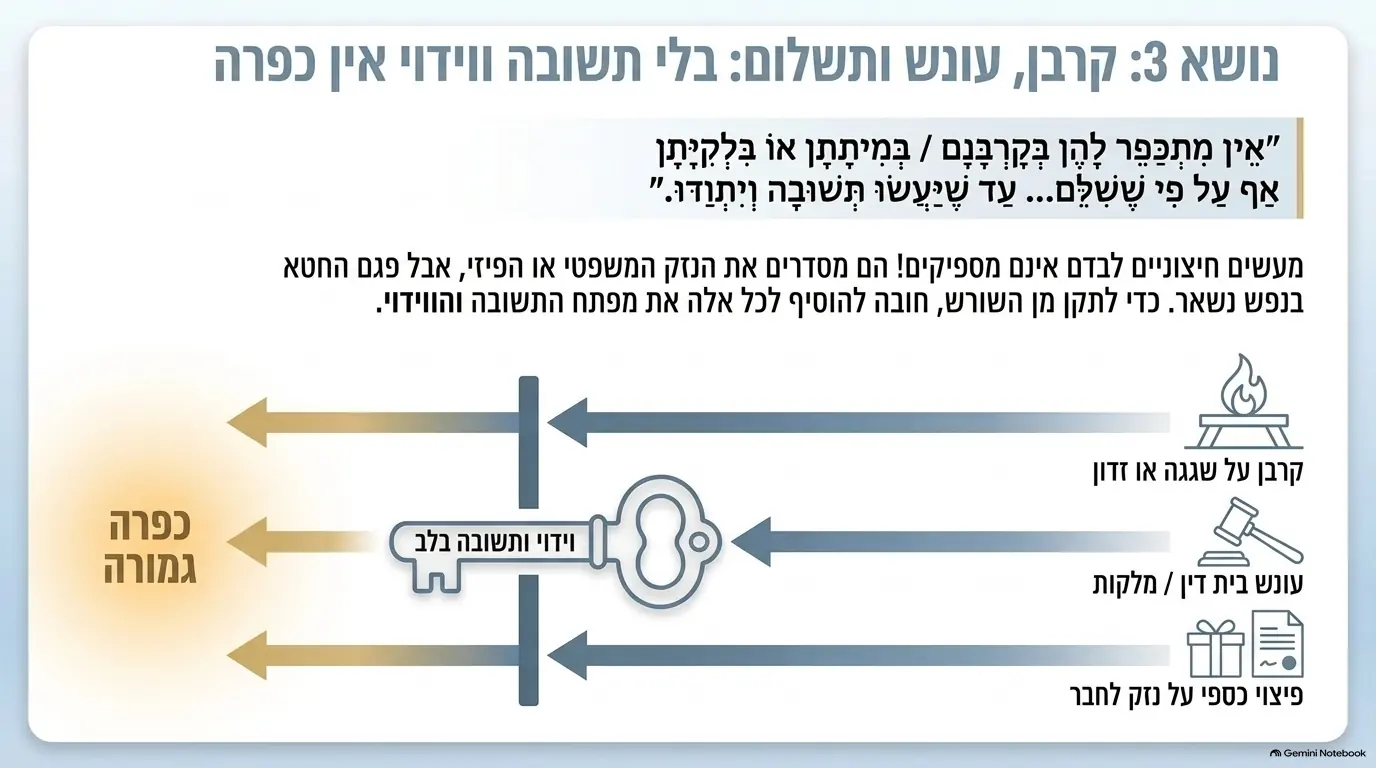 נושא 3: קרבן, עונש ותשלום: בלי תשובה ווידוי אין כפרה
"אֵין מִתְכַּפֵּר לָהֶן בְּקָרְבָּנָם / בְּמִיתָתָן אוֹ בִּלְקִיָּתָן
אַף עַל פִּי שֶׁשִּׁלֵּם... עַד שֶׁיַּעֲשׂוּ תְּשׁוּבָה וְיִתְוַדּוּ."
מעשים חיצוניים לבדם אינם מספיקים! הם מסדרים את הנזק המשפטי או הפיזי, אבל פגם החטא
בנפש נשאר. כדי לתקן מן השורש, חובה להוסיף לכל אלה את מפתח התשובה והווידוי.
קרבן על שגגה או זדון
וידוי ותשובה בלב
כפרה
גמורה
עונש בית דין / מלקות
פיצוי כספי על נזק לחבר
Gemini Notebook